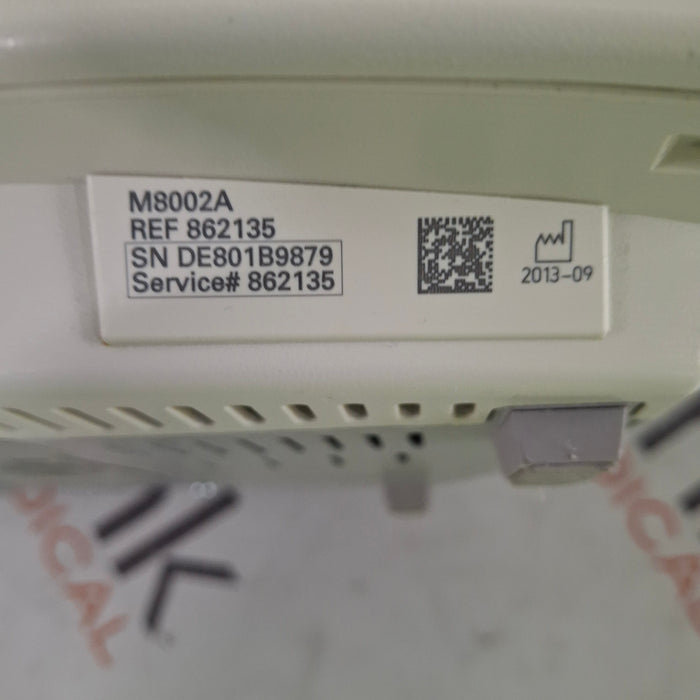 M8002A
REF 862135
SN DE801B9879
Service# 862135
2013-09